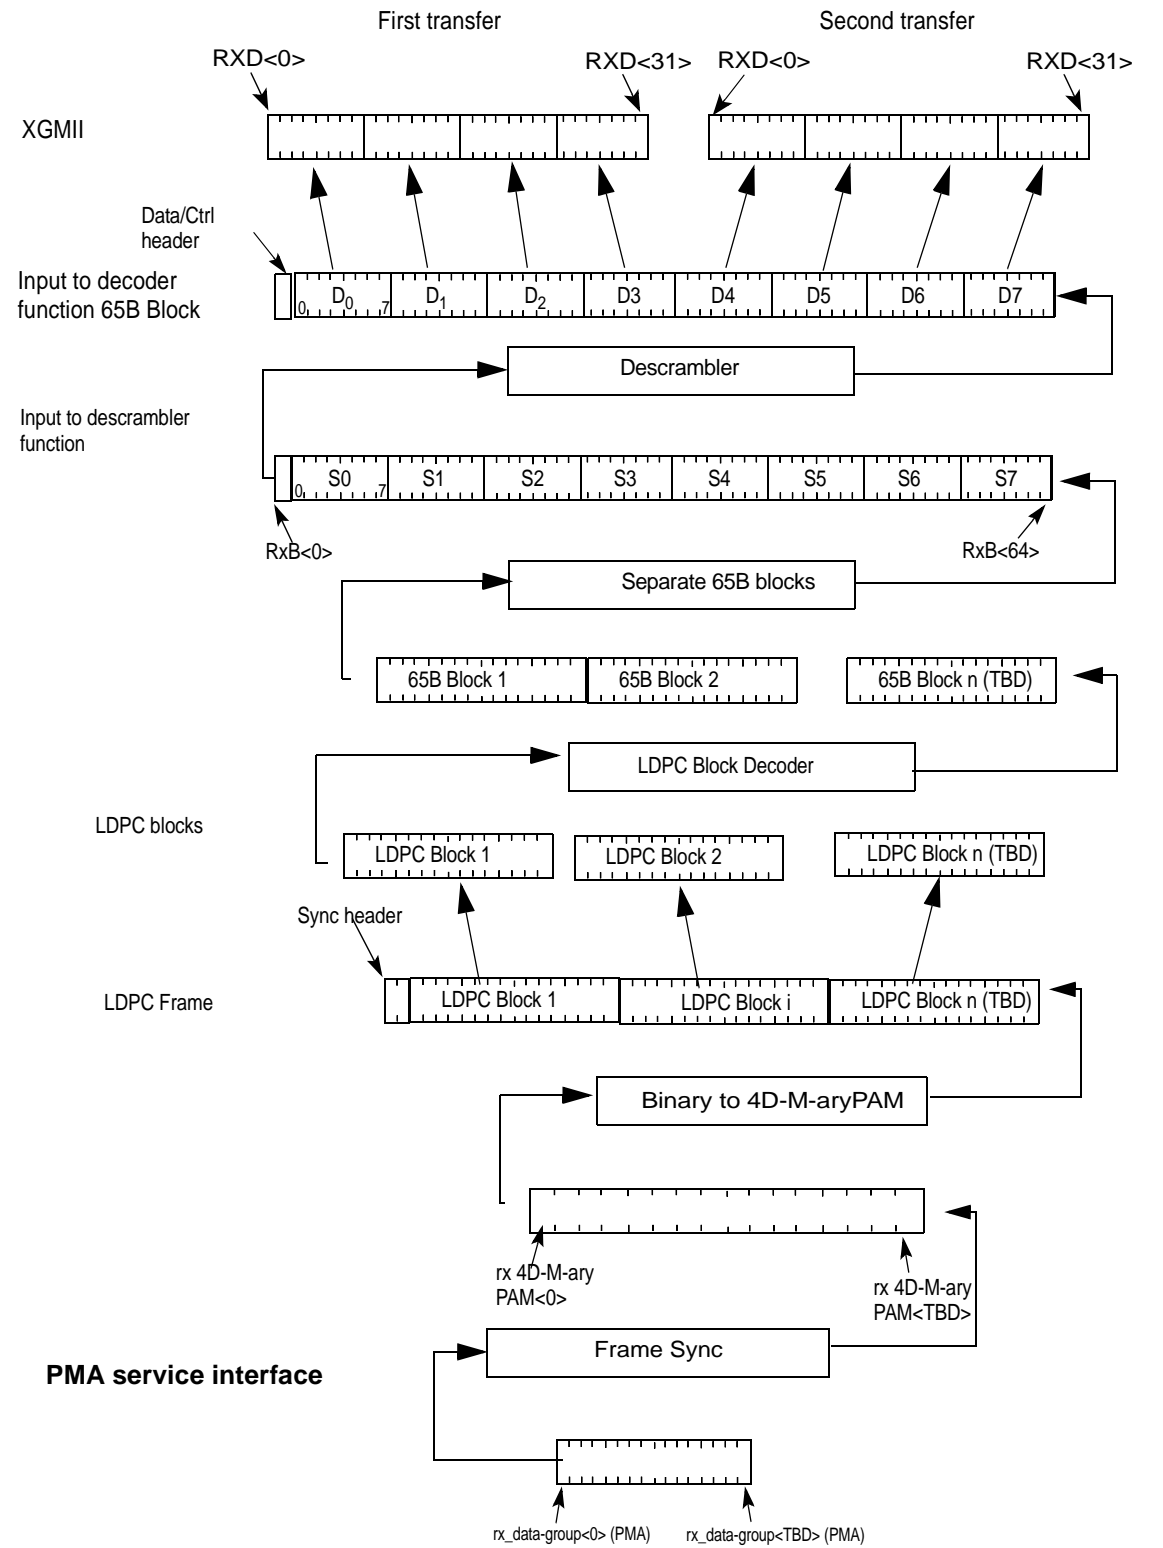 First transfer
Second transfer
RXD<0>
RXD<31>
RXD<0>
RXD<31>
XGMII
Data/Ctrl
header
Input to decoder
function 65B Block
0
D0
7
D1
D2
D3
D4
D5
D6
D7
Descrambler
Input to descrambler
function
0
S0
7
S1
S2
S3
S4
S5
S6
S7
RxB<0>
RxB<64>
Separate 65B blocks
65B Block 1
65B Block 2
65B Block n (TBD)
LDPC Block Decoder
LDPC blocks
LDPC Block 1
LDPC Block 2
LDPC Block n (TBD)
Sync header
LDPC Frame
LDPC Block 1
LDPC Block i
LDPC Block n (TBD)
Binary to 4D-M-aryPAM
rx 4D-M-ary
PAM<0>
rx 4D-M-ary
PAM<TBD>
Frame Sync
PMA service interface
rx_data-group<0> (PMA)
rx_data-group<TBD> (PMA)